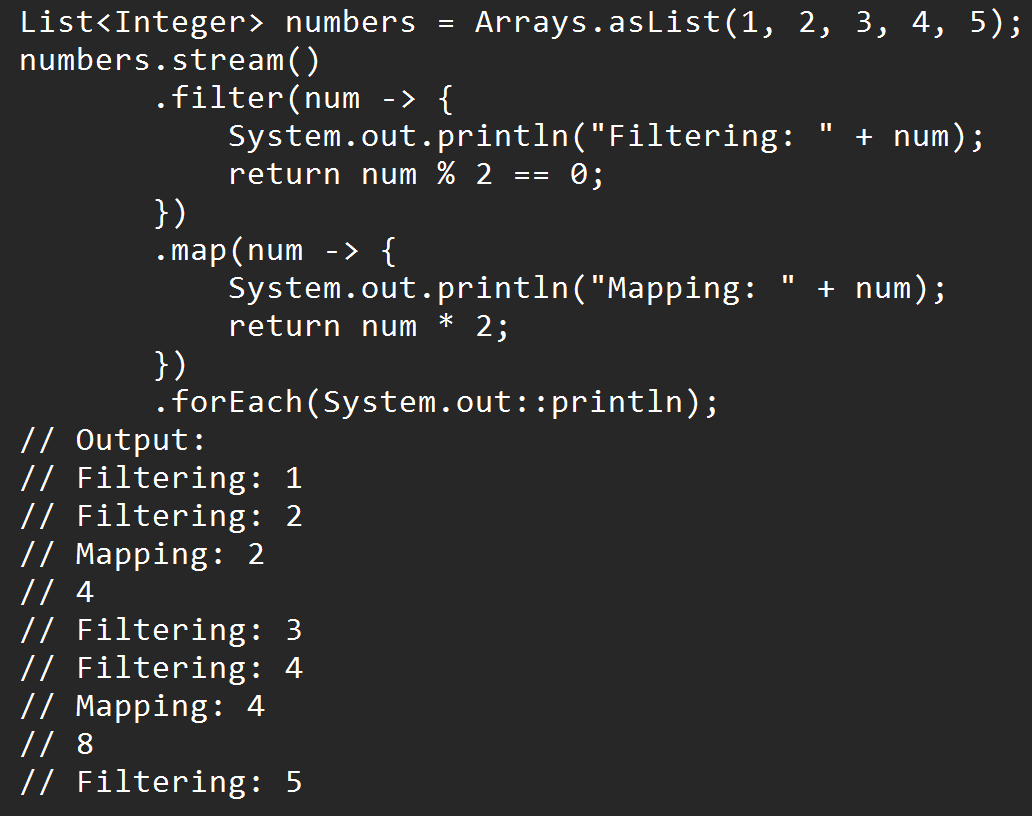 List<Integer> numbers = Arrays.asList(1, 2, 3, 4, 5);
numbers.stream()
        .filter(num -> {
            System.out.println("Filtering: " + num);
            return num % 2 == 0;
        })
        .map(num -> {
            System.out.println("Mapping: " + num);
            return num * 2;
        })
        .forEach(System.out::println);
// Output:
// Filtering: 1
// Filtering: 2
// Mapping: 2
// 4
// Filtering: 3
// Filtering: 4
// Mapping: 4
// 8
// Filtering: 5